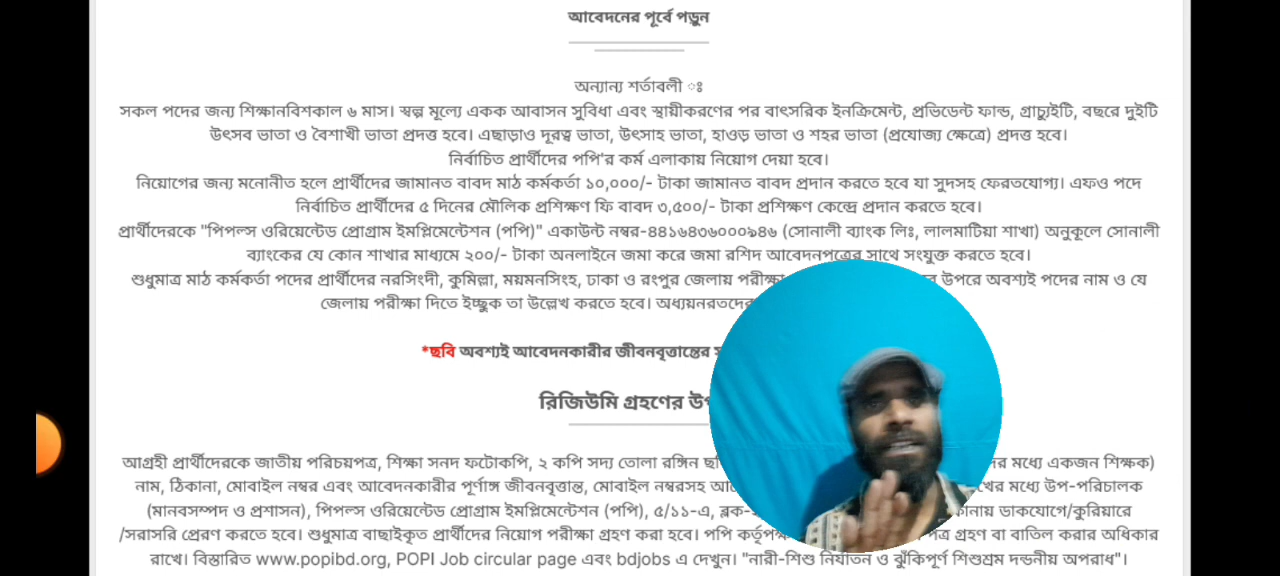 আবেদনের পূর্বে পড়ুন
অন্যান্য শর্তাবলী ঃ
সকল পদের জন্য শিক্ষানবিশকাল ৬ মাস। স্বল্প মূল্যে একক আবাসন সুবিধা এবং স্থায়ীকরণের পর বাৎসরিক ইনক্রিমেন্ট, প্রভিডেন্ট ফান্ড, গ্রাচ্যুইটি, বছরে দুইটি
উৎসব ভাতা ও বৈশাখী ভাতা প্রদত্ত হবে। এছাড়াও দূরত্ব ভাতা, উৎসাহ ভাতা, হাওড় ভাতা ও শহর ভাতা (প্রযোজ্য ক্ষেত্রে) প্রদত্ত হবে।
নির্বাচিত প্রার্থীদের পপি'র কর্ম এলাকায় নিয়োগ দেয়া হবে।
নিয়োগের জন্য মনোনীত হলে প্রার্থীদের জামানত বাবদ মাঠ কর্মকর্তা ১০,০০০/- টাকা জামানত বাবদ প্রদান করতে হবে যা সুদসহ ফেরতযোগ্য। এফও পদে
নির্বাচিত প্রার্থীদের ৫ দিনের মৌলিক প্রশিক্ষণ ফি বাবদ ৩,৫০০/- টাকা প্রশিক্ষণ কেন্দ্রে প্রদান করতে হবে।
প্রার্থীদেরকে "পিপলস ওরিয়েন্টেড প্রোগ্রাম ইমপ্লিমেন্টেশন (পপি)" একাউন্ট নম্বর-৪৪১৬৪৩৬০০০৯৪৬ (সোনালী ব্যাংক লিঃ, লালমাটিয়া শাখা) অনুকূলে সোনালী
ব্যাংকের যে কোন শাখার মাধ্যমে ২০০/- টাকা অনলাইনে জমা করে জমা রশিদ আবেদনপত্রের সাথে সংযুক্ত করতে হবে।
শুধুমাত্র মাঠ কর্মকর্তা পদের প্রার্থীদের নরসিংদী, কুমিল্লা, ময়মনসিংহ, ঢাকা ও রংপুর জেলায় পরীক্ষা উপরে অবশ্যই পদের নাম ও যে
জেলায় পরীক্ষা দিতে ইচ্ছুক তা উল্লেখ করতে হবে। অধ্যয়নরতদের
*ছবি অবশ্যই আবেদনকারীর জীবনবৃত্তান্তের
রিজিউমি গ্রহণের
আগ্রহী প্রার্থীদেরকে জাতীয় পরিচয়পত্র, শিক্ষা সনদ ফটোকপি, ২ কপি সদ্য তোলা রঙ্গিন মধ্যে একজন শিক্ষক)
নাম, ঠিকানা, মোবাইল নম্বর এবং আবেদনকারীর পূর্ণাঙ্গ জীবনবৃত্তান্ত, মোবাইল নম্বরসহ মধ্যে উপ-পরিচালক
(মানবসম্পদ ও প্রশাসন), পিপলস ওরিয়েন্টেড প্রোগ্রাম ইমপ্লিমেন্টেশন (পপি), ৫/১১-এ, ডাকযোগে/কুরিয়ারে
/সরাসরি প্রেরণ করতে হবে। শুধুমাত্র বাছাইকৃত প্রার্থীদের নিয়োগ পরীক্ষা গ্রহণ করা হবে। পপি গ্রহণ বা বাতিল করার অধিকার
রাখে। বিস্তারিত www.popibd.org, POPI Job circular page এবং bdjobs এ দেখুন। "নারী-শিশু নির্যাতন ও ঝুঁকিপূর্ণ শিশুশ্রম দন্ডনীয় অপরাধ"।